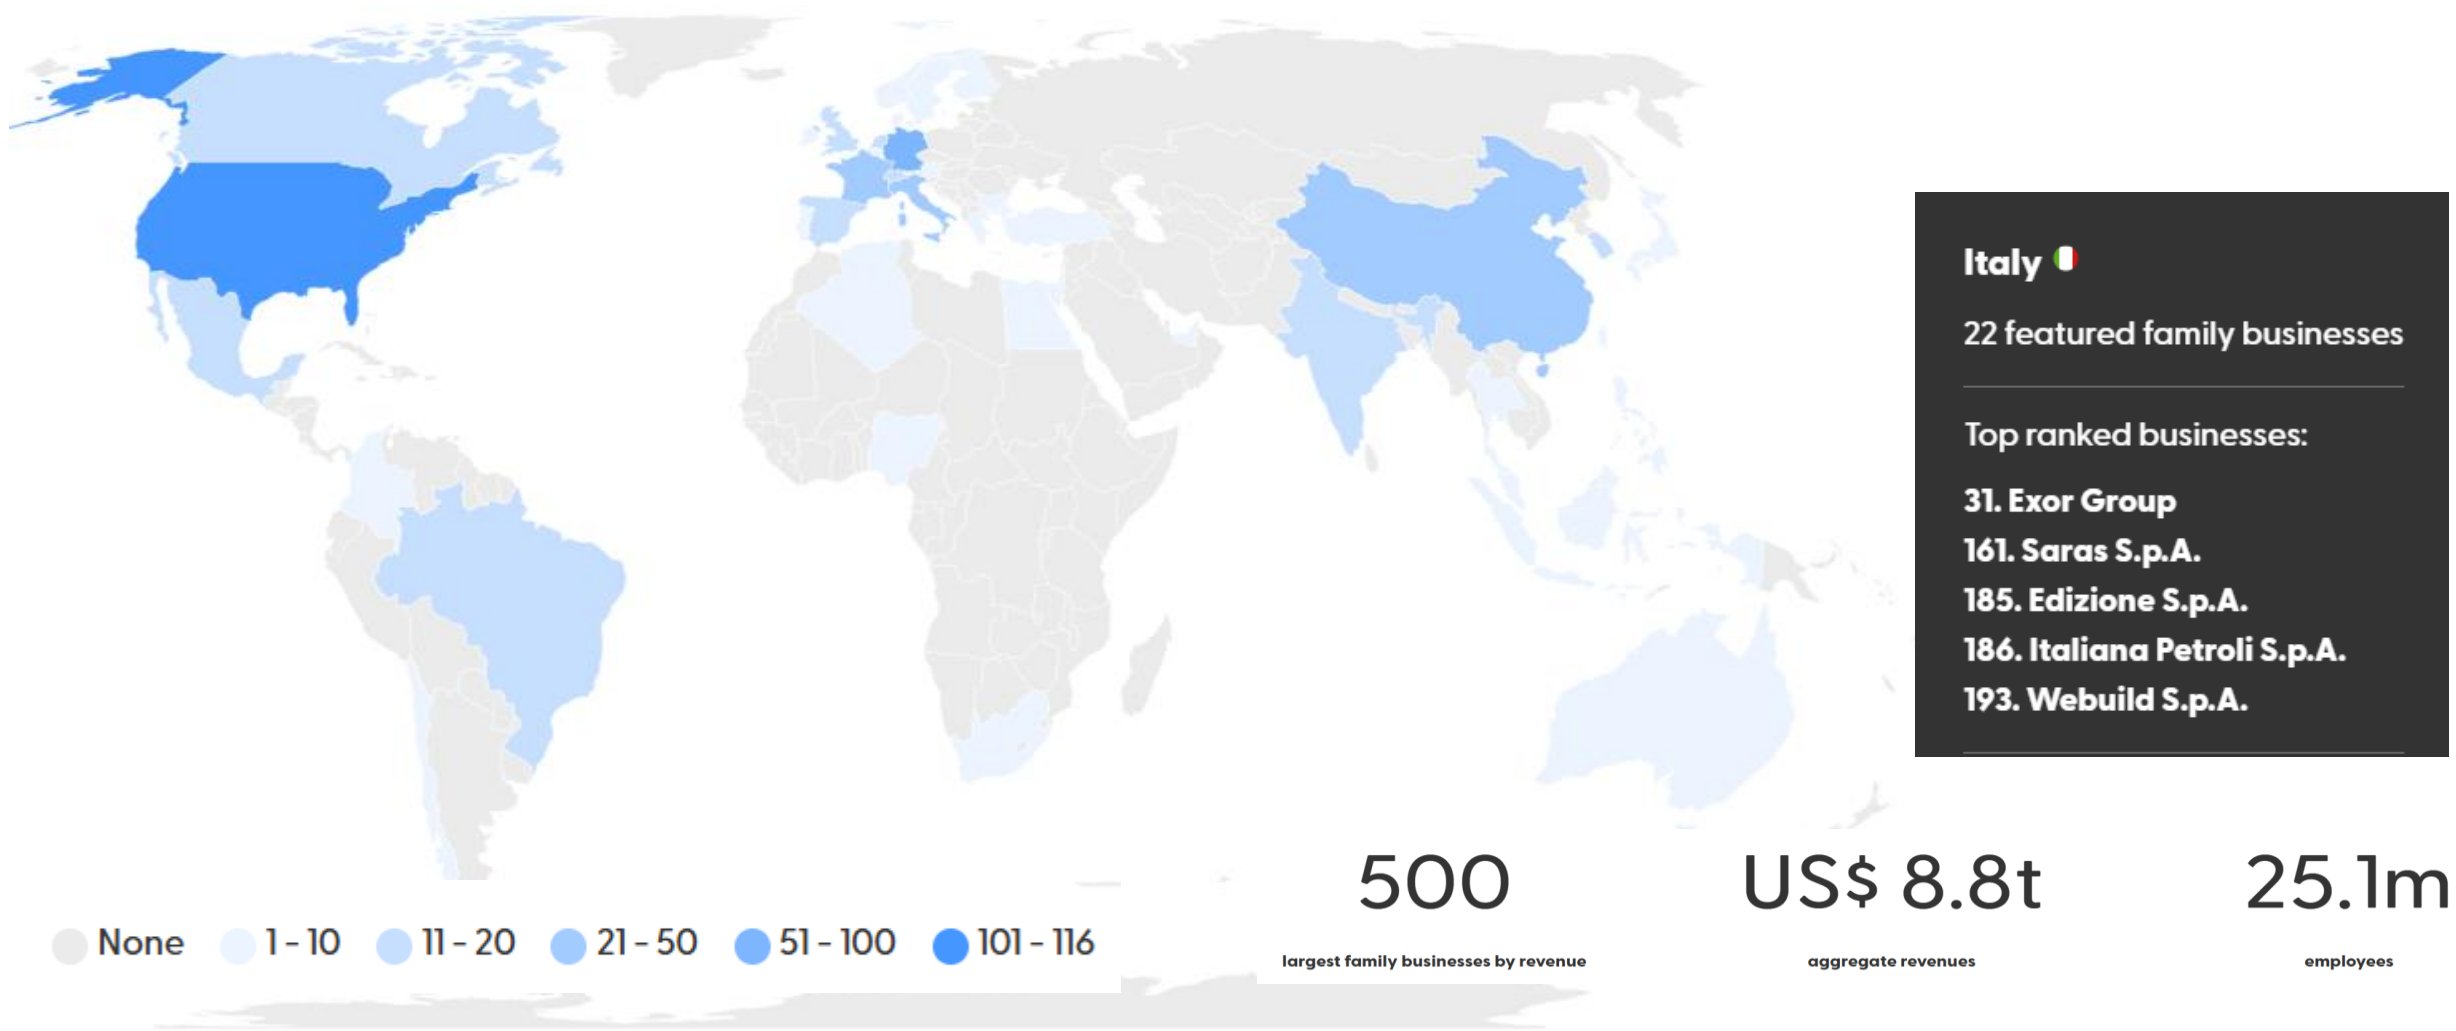 Italy
22 featured family businesses
Top ranked businesses:
31. Exor Group
161. Saras S.p.A.
185. Edizione S.p.A.
186. Italiana Petroli S.p.A.
193. Webuild S.p.A.
None
1 - 10
11 - 20
21 - 50
51 - 100
101 - 116
500
largest family businesses by revenue
US$ 8.8t
aggregate revenues
25.1m
employees